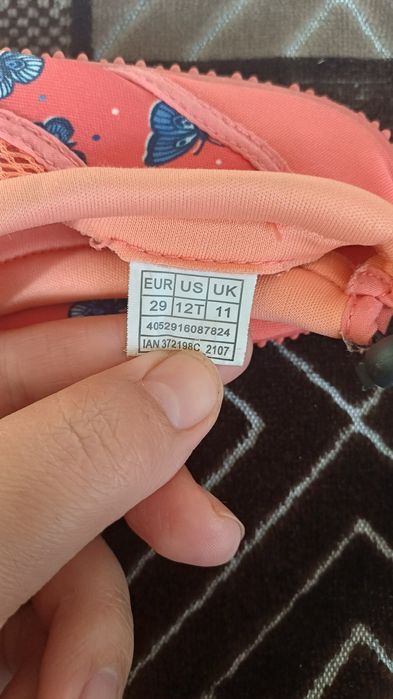 EUR US UK
29 12T 11
4052916087824
IAN 372198C 2107